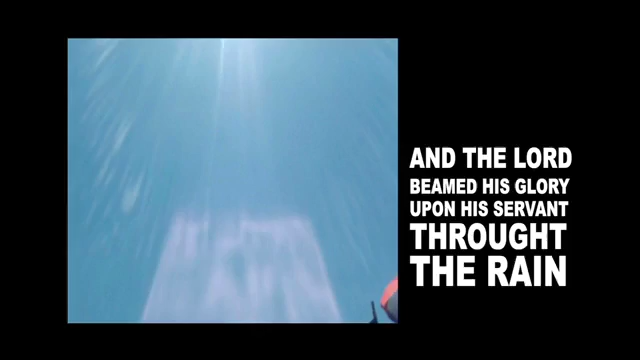 AND THE LORD
BEAMED HIS GLORY
UPON HIS SERVANT
THROUGHT
THE RAIN